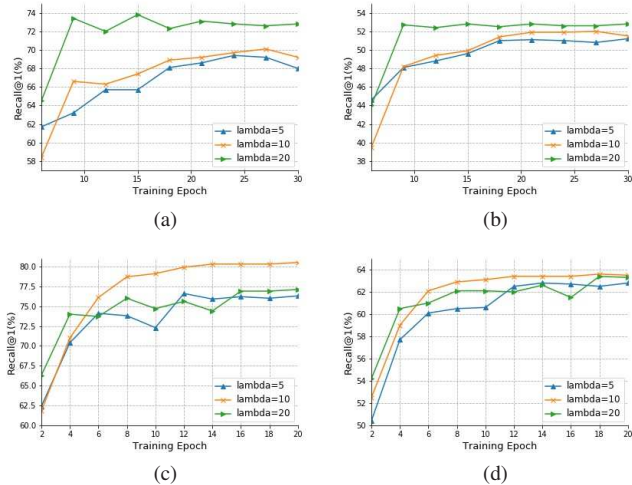 74
72
70
68
66
64
62
60
58
Recall@1(%)
lambda=5
lambda=10
lambda=20
10 15 20 25 30
Training Epoch
(a)
54
52
50
48
46
44
42
40
38
Recall@1(%)
lambda=5
lambda=10
lambda=20
10 15 20 25 30
Training Epoch
(b)
80.0
77.5
75.0
72.5
70.0
67.5
65.0
62.5
60.0
Recall@1(%)
lambda=5
lambda=10
lambda=20
2 4 6 8 10 12 14 16 18 20
Training Epoch
(c)
64
62
60
58
56
54
52
50
Recall@1(%)
lambda=5
lambda=10
lambda=20
2 4 6 8 10 12 14 16 18 20
Training Epoch
(d)